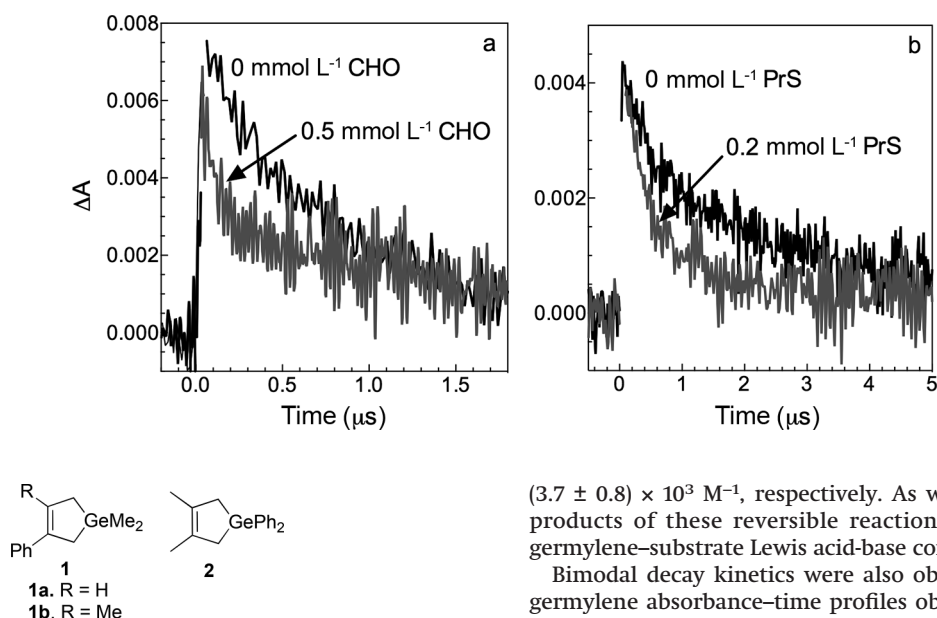 0.008
0.006
0.004
0.002
0.000
ΔA
a
0 mmol L⁻¹ CHO
0.5 mmol L⁻¹ CHO
0.0 0.5 1.0 1.5
Time (μs)
0.004
0.002
0.000
b
0 mmol L⁻¹ PrS
0.2 mmol L⁻¹ PrS
0 1 2 3 4 5
Time (μs)
R
GeMe₂
Ph
1
1a. R = H
1b. R = Me
GePh₂
2
(3.7 ± 0.8) × 10³ M⁻¹, respectively. As w
products of these reversible reaction
germylene–substrate Lewis acid-base co
Bimodal decay kinetics were also ob
germylene absorbance–time profiles ob